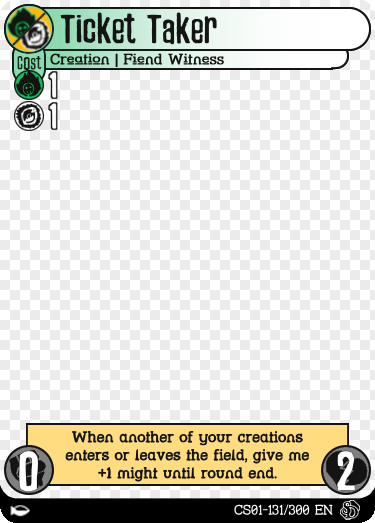 Ticket Taker
Cost
Creation | Fiend Witness
1
1
When another of your creations
enters or leaves the field, give me
+1 might until round end.
0
2
CS01-131/300 EN